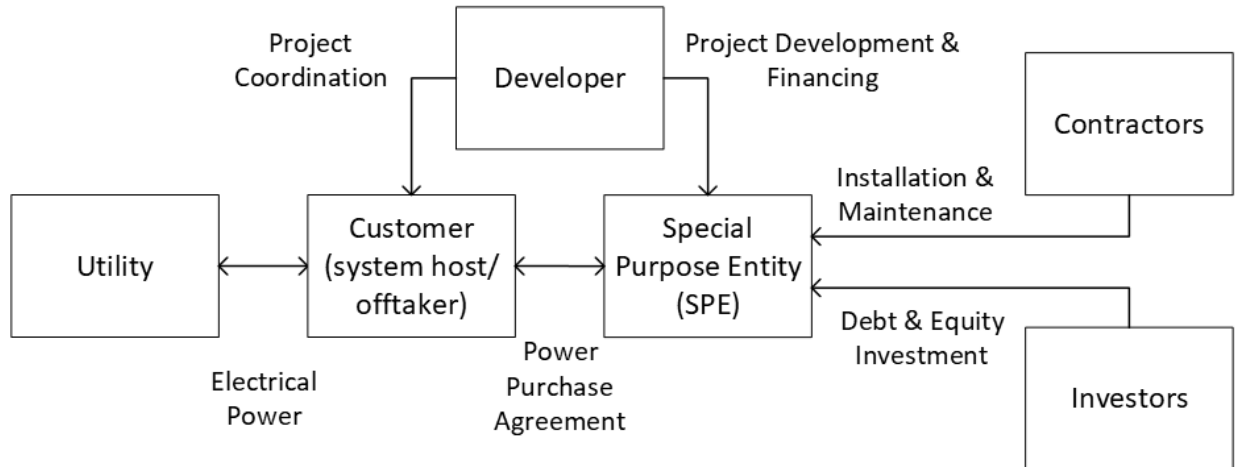 Project
Coordination
Developer
Project Development &
Financing
Contractors
Installation &
Maintenance
Utility
Customer
(system host/
offtaker)
Special
Purpose Entity
(SPE)
Debt & Equity
Investment
Electrical
Power
Power
Purchase
Agreement
Investors